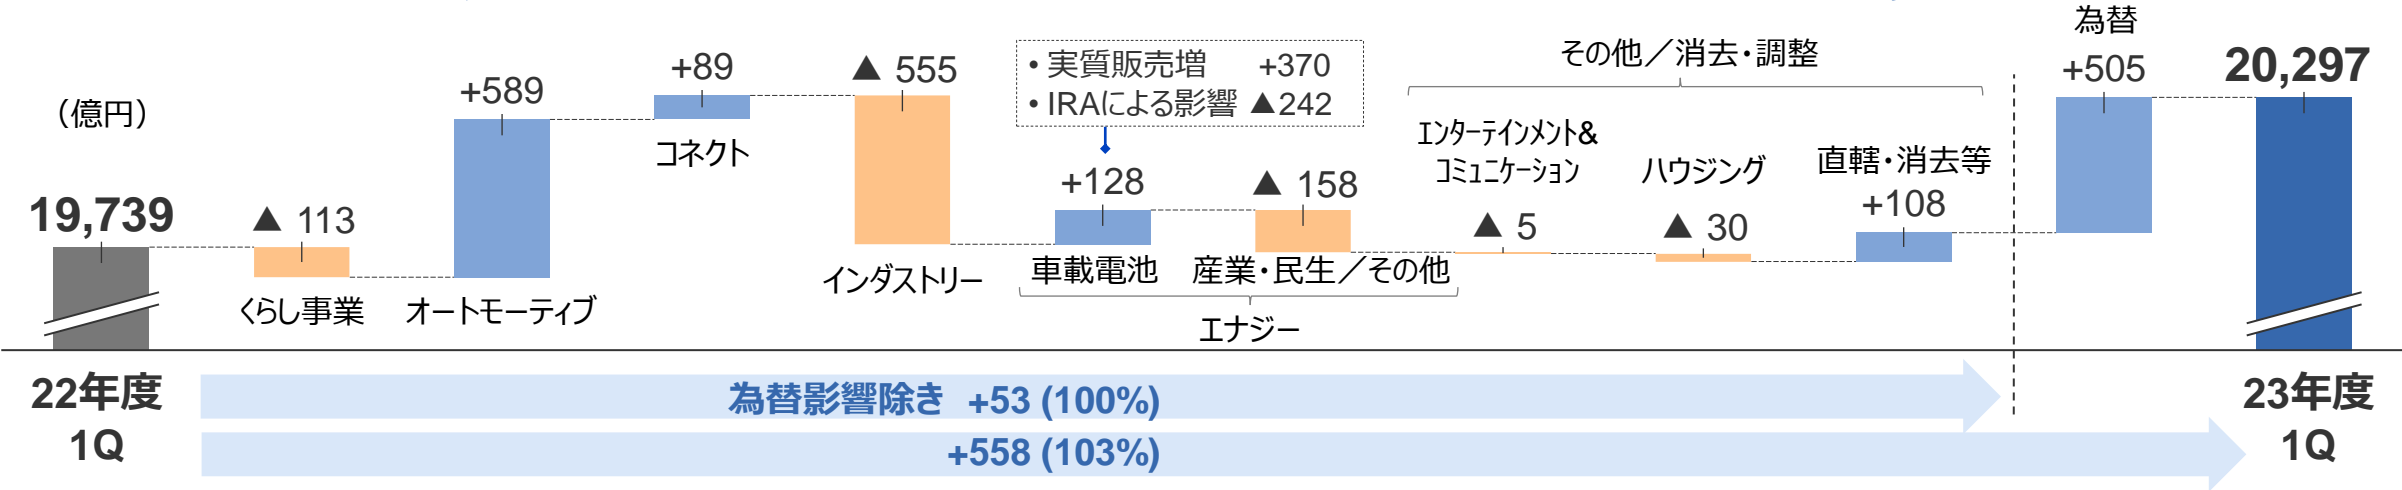 （億円）
19,739
▲ 113
くらし事業
+589
オートモーティブ
+89
コネクト
▲ 555
インダストリー
• 実質販売増 +370
• IRAによる影響 ▲242
+128
車載電池
▲ 158
産業・民生／その他
エナジー
その他／消去・調整
エンターテインメント&
コミュニケーション
▲ 5
ハウジング
▲ 30
直轄・消去等
+108
為替
+505
20,297
22年度
1Q
為替影響除き +53 (100%)
+558 (103%)
23年度
1Q